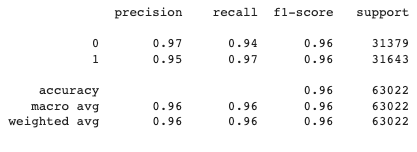 precision recall f1-score support
0 0.97 0.94 0.96 31379
1 0.95 0.97 0.96 31643
accuracy 0.96 63022
macro avg 0.96 0.96 0.96 63022
weighted avg 0.96 0.96 0.96 63022